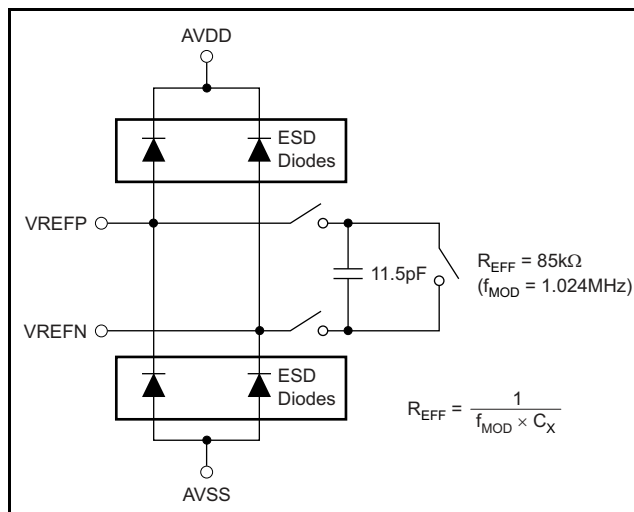 AVDD
ESD
Diodes
VREFP
11.5pF
R_EFF = 85kΩ
(f_MOD = 1.024MHz)
VREFN
ESD
Diodes
R_EFF = 1 / (f_MOD × C_X)
AVSS